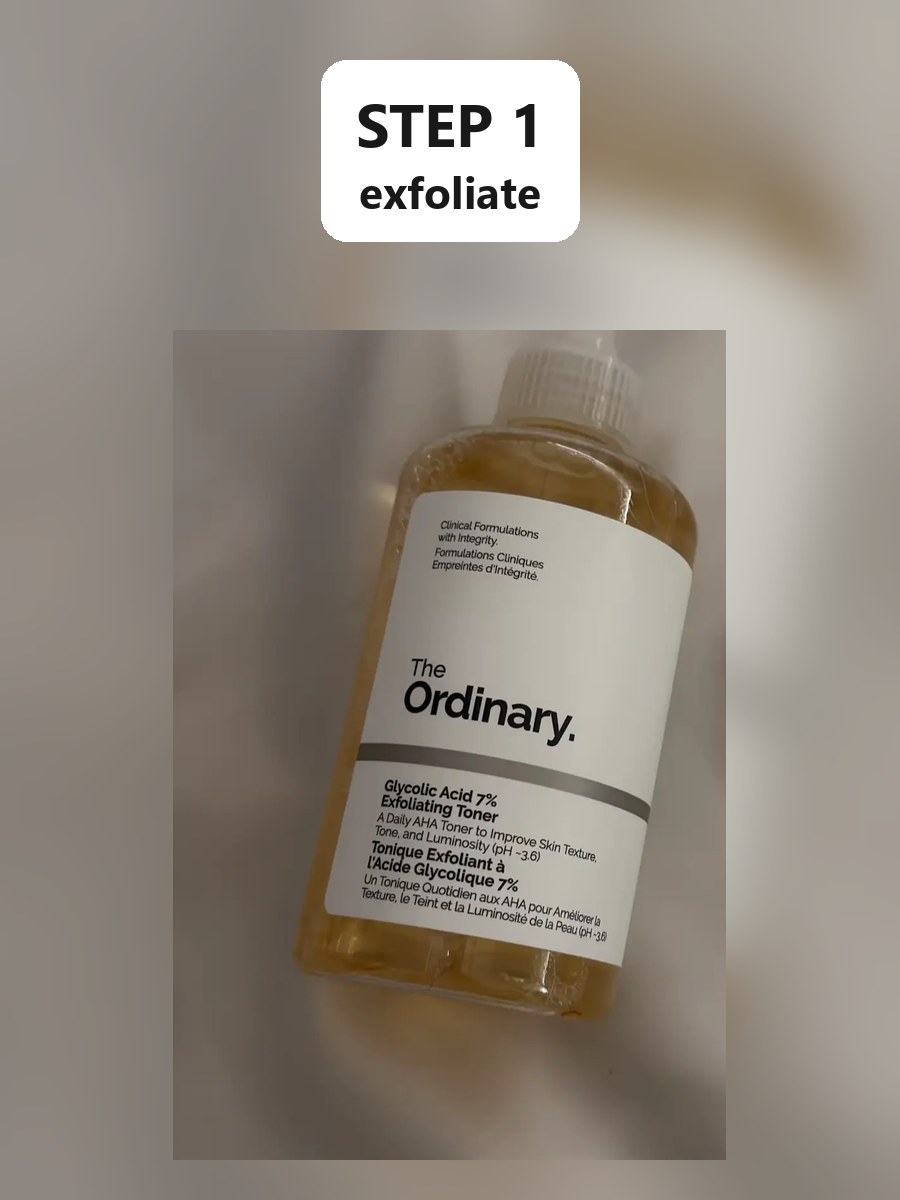 STEP 1
exfoliate
Clinical Formulations
with Integrity.
Formulations Cliniques
Empreintes d'Intégrité.
The
Ordinary.
Glycolic Acid 7%
Exfoliating Toner
A Daily AHA Toner to Improve Skin Texture,
Tone, and Luminosity (pH ~3.6)
Tonique Exfoliant à
l'Acide Glycolique 7%
Un Tonique Quotidien aux AHA pour Améliorer la
Texture, le Teint et la Luminosité de la Peau (pH ~3.6)